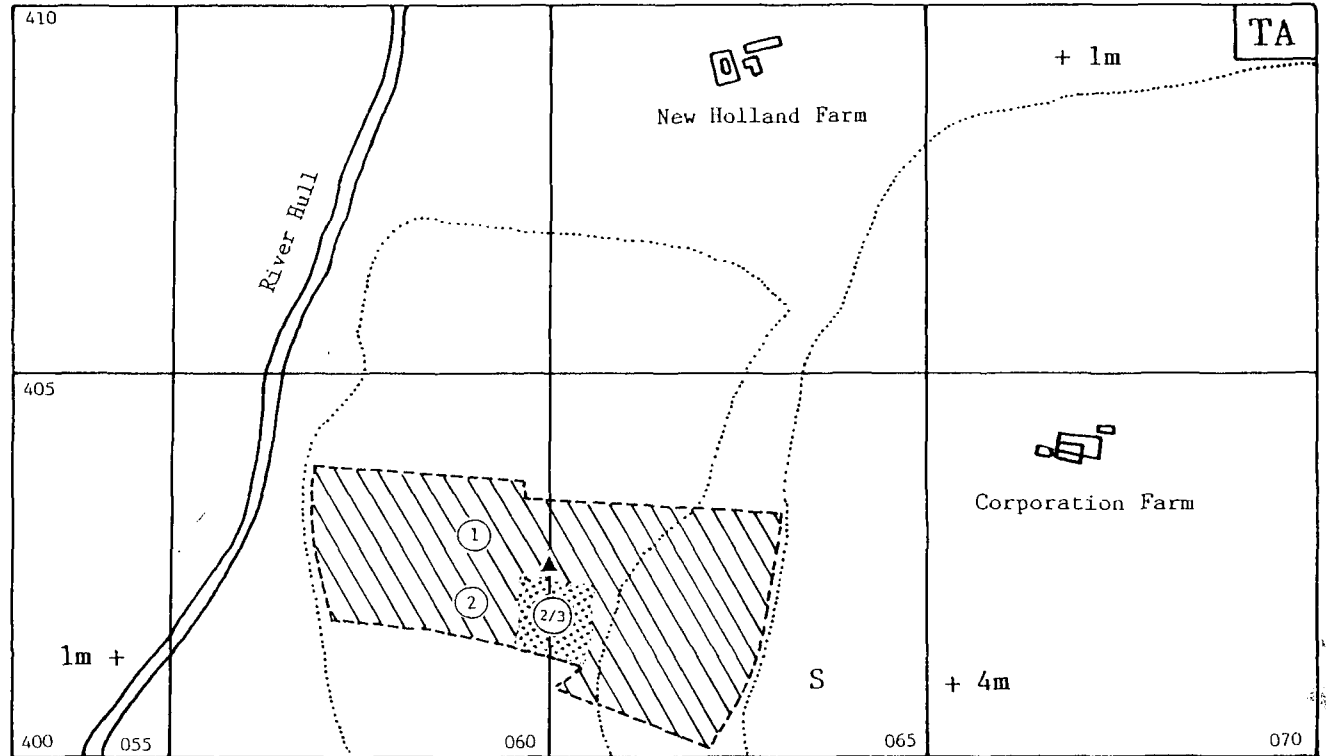 410
TA
+ 1m
New Holland Farm
River Hull
405
Corporation Farm
1
2
2/3
1m +
S
+ 4m
400
055
060
065
070